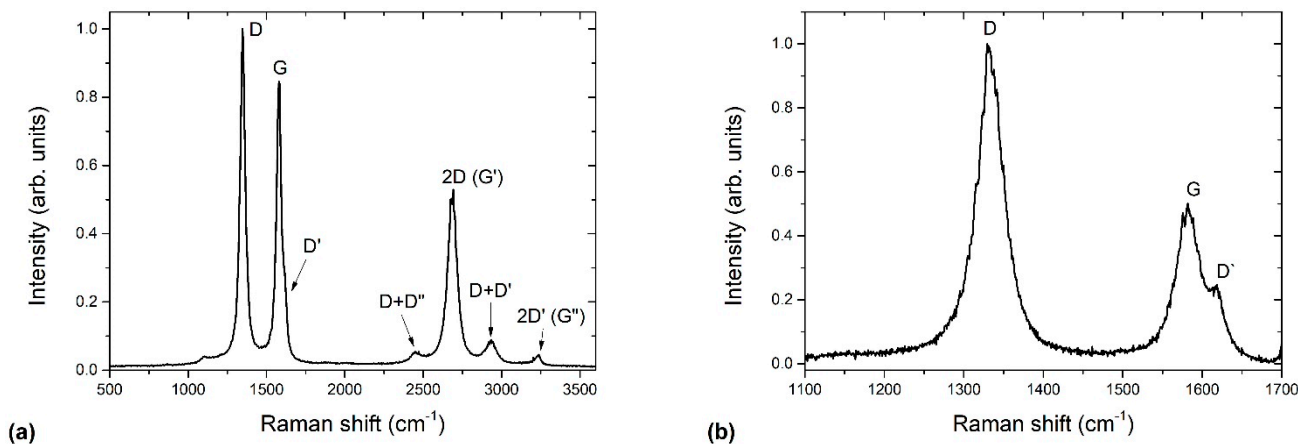 D
G
D'
D+D"
2D (G')
D+D'
2D' (G")
Intensity (arb. units)
1.0
0.8
0.6
0.4
0.2
0.0
500 1000 1500 2000 2500 3000 3500
Raman shift (cm⁻¹)
(a)
D
G
D`
Intensity (arb. units)
1.0
0.8
0.6
0.4
0.2
0.0
1100 1200 1300 1400 1500 1600 1700
Raman shift (cm⁻¹)
(b)